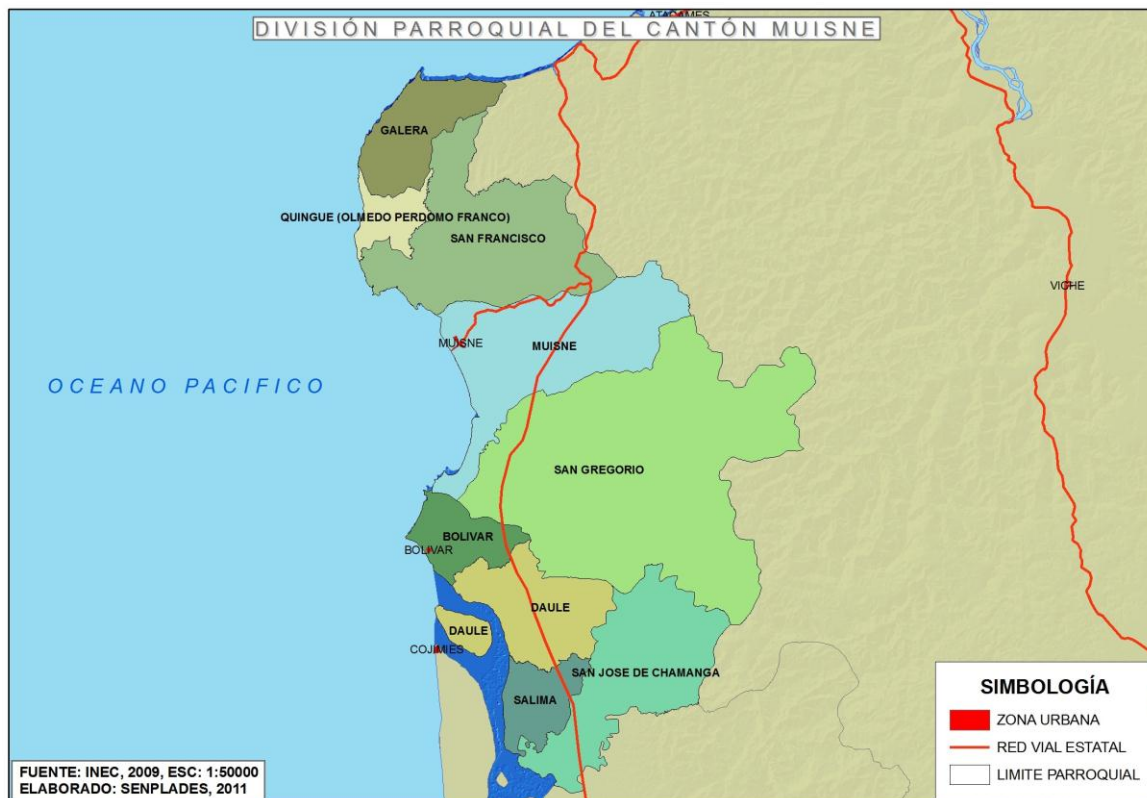 ATACAMES
DIVISIÓN PARROQUIAL DEL CANTÓN MUISNE
GALERA
QUINGUE (OLMEDO PERDOMO FRANCO)
SAN FRANCISCO
VICHE
MUISNE
MUISNE
OCEANO PACIFICO
SAN GREGORIO
BOLIVAR
BOLIVAR
DAULE
DAULE
COJIMIES
SAN JOSE DE CHAMANGA
SALIMA
SIMBOLOGÍA
ZONA URBANA
RED VIAL ESTATAL
LIMITE PARROQUIAL
FUENTE: INEC, 2009, ESC: 1:50000
ELABORADO: SENPLADES, 2011